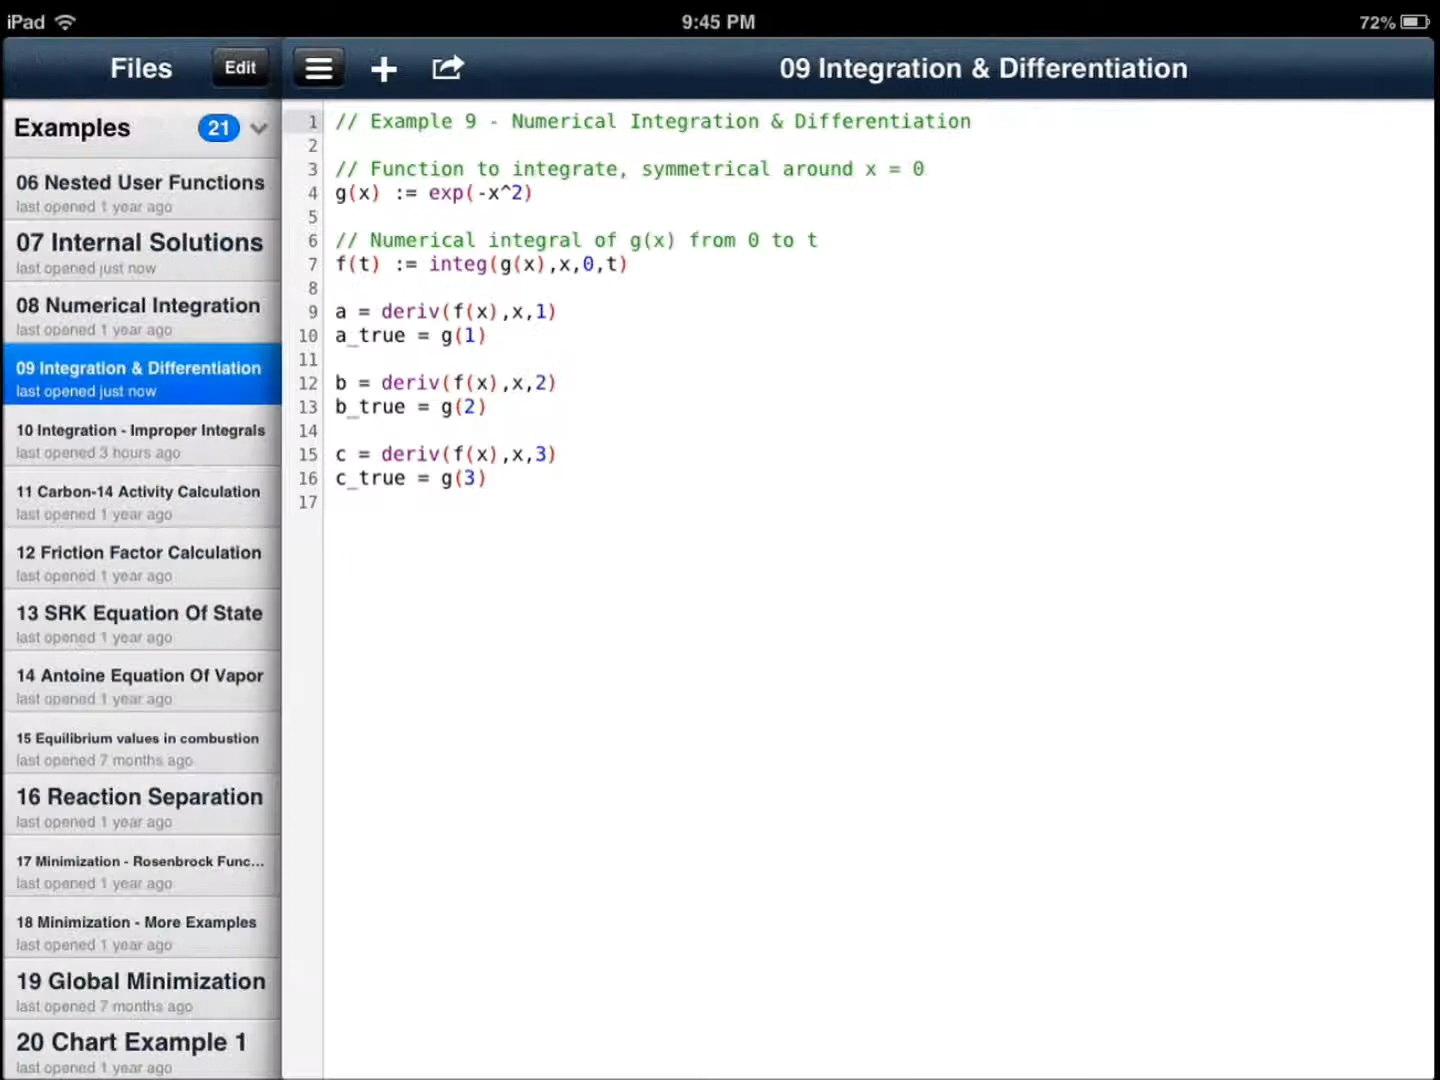 iPad 9:45 PM 72%
Files Edit 09 Integration & Differentiation
Examples 21
06 Nested User Functions
last opened 1 year ago
07 Internal Solutions
last opened just now
08 Numerical Integration
last opened 1 year ago
09 Integration & Differentiation
last opened just now
10 Integration - Improper Integrals
last opened 3 hours ago
11 Carbon-14 Activity Calculation
last opened 1 year ago
12 Friction Factor Calculation
last opened 1 year ago
13 SRK Equation Of State
last opened 1 year ago
14 Antoine Equation Of Vapor
last opened 1 year ago
15 Equilibrium values in combustion
last opened 7 months ago
16 Reaction Separation
last opened 1 year ago
17 Minimization - Rosenbrock Func...
last opened 1 year ago
18 Minimization - More Examples
last opened 1 year ago
19 Global Minimization
last opened 7 months ago
20 Chart Example 1
last opened 1 year ago
1 // Example 9 - Numerical Integration & Differentiation
2
3 // Function to integrate, symmetrical around x = 0
4 g(x) := exp(-x^2)
5
6 // Numerical integral of g(x) from 0 to t
7 f(t) := integ(g(x),x,0,t)
8
9 a = deriv(f(x),x,1)
10 a_true = g(1)
11
12 b = deriv(f(x),x,2)
13 b_true = g(2)
14
15 c = deriv(f(x),x,3)
16 c_true = g(3)
17